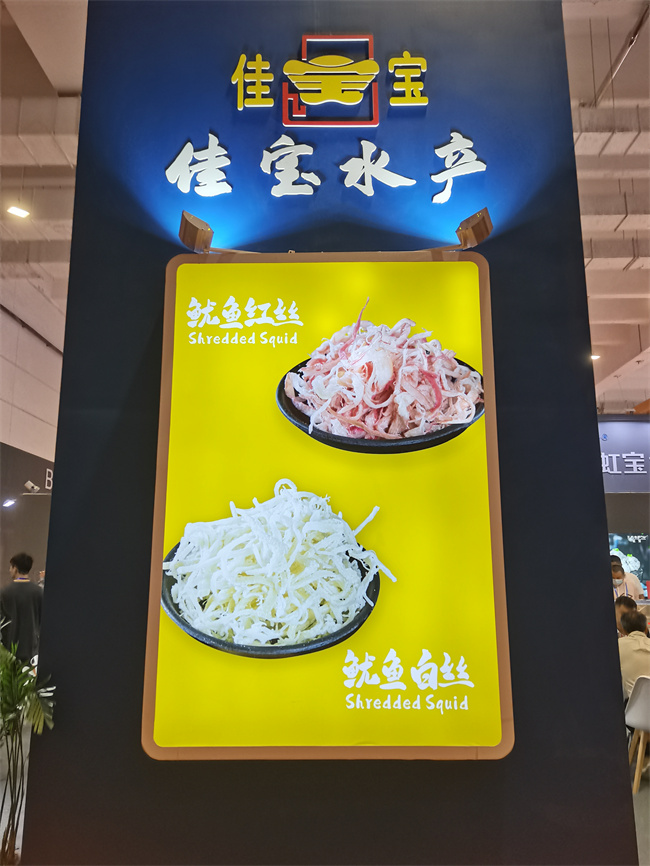 佳宝
佳宝水产
鱿鱼红丝
Shredded Squid
鱿鱼白丝
Shredded Squid
虹宝
B